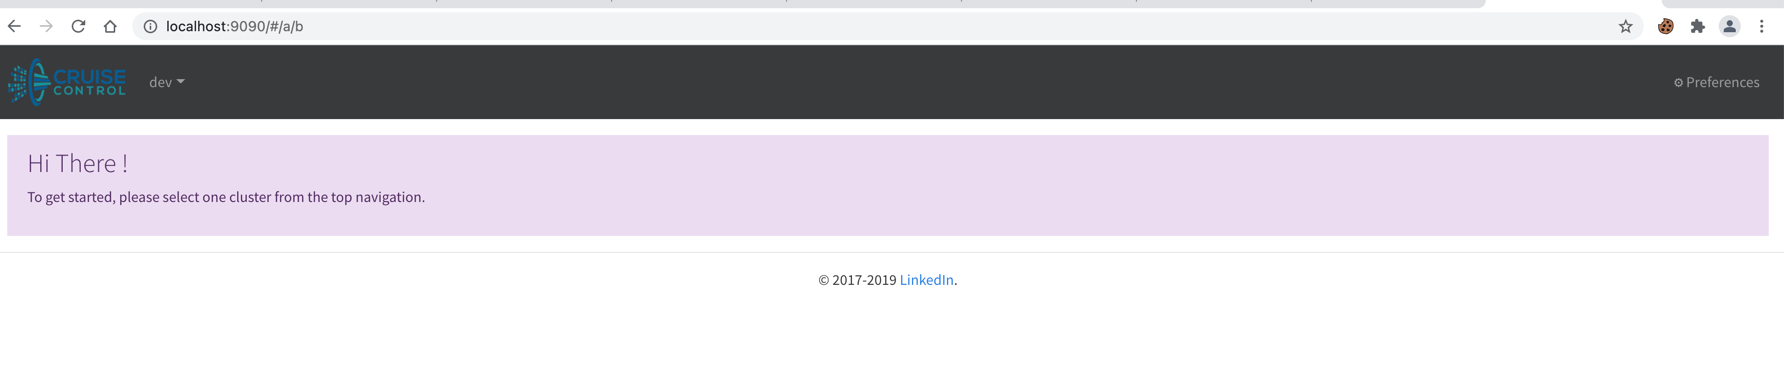 localhost:9090/#/a/b
CRUISE CONTROL
dev
Preferences
Hi There !
To get started, please select one cluster from the top navigation.
© 2017-2019 LinkedIn.